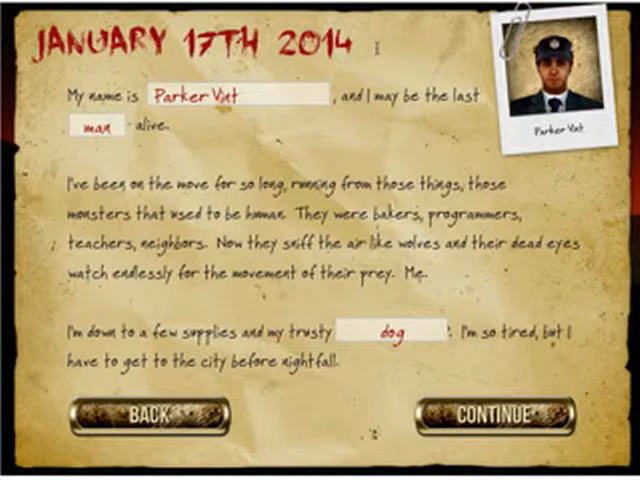 JANUARY 17TH 2014
My name is Parker Vint, and I may be the last
man alive.
Parker Vint
I've been on the move for so long, running from those things, those
monsters that used to be human. They were bakers, programmers,
teachers, neighbors. Now they sniff the air like wolves and their dead eyes
watch endlessly for the movement of their prey. Me.
I'm down to a few supplies and my trusty dog. I'm so tired, but I
have to get to the city before nightfall.
BACK CONTINUE